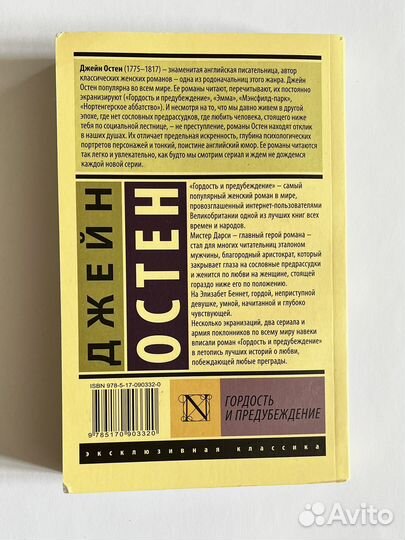 Джейн Остен (1775–1817) – знаменитая английская писательница, автор
классических женских романов – одна из родоначальниц этого жанра. Джейн
Остен популярна во всем мире. Ее романы читают, перечитывают, их постоянно
экранизируют («Гордость и предубеждение», «Эмма», «Мэнсфилд-парк»,
«Нортенгерское аббатство»). И несмотря на то, что мы давно живем в другой
эпохе, где нет сословных предрассудков, где любить человека, стоящего ниже
тебя по социальной лестнице, – не преступление, романы Остен находят отклик
в наших душах. Их отличает предельная искренность, глубина психологических
портретов персонажей и тонкий, поистине английский юмор. Ее романы читаются
так легко и увлекательно, как будто мы смотрим сериал и ждем не дождемся
каждой новой серии.
ДЖЕЙН
ОСТЕН
«Гордость и предубеждение» – самый
популярный женский роман в мире,
провозглашенный интернет-пользователями
Великобритании одной из лучших книг всех
времен и народов.
Мистер Дарси – главный герой романа –
стал для многих читательниц эталоном
мужчины, благородный аристократ, который
закрывает глаза на сословные предрассудки
и женится по любви на женщине, стоящей
гораздо ниже его по положению.
На Элизабет Беннет, гордой, неприступной
девушке, умной, начитанной и глубоко
чувствующей.
Несколько экранизаций, два сериала и
армия поклонников по всему миру навеки
вписали роман «Гордость и предубеждение»
в летопись лучших историй о любви,
побеждающей любые преграды.
ISBN 978-5-17-090332-0
9 785170 903320
N
ГОРДОСТЬ
И ПРЕДУБЕЖДЕНИЕ
эксклюзивная классика
Avito